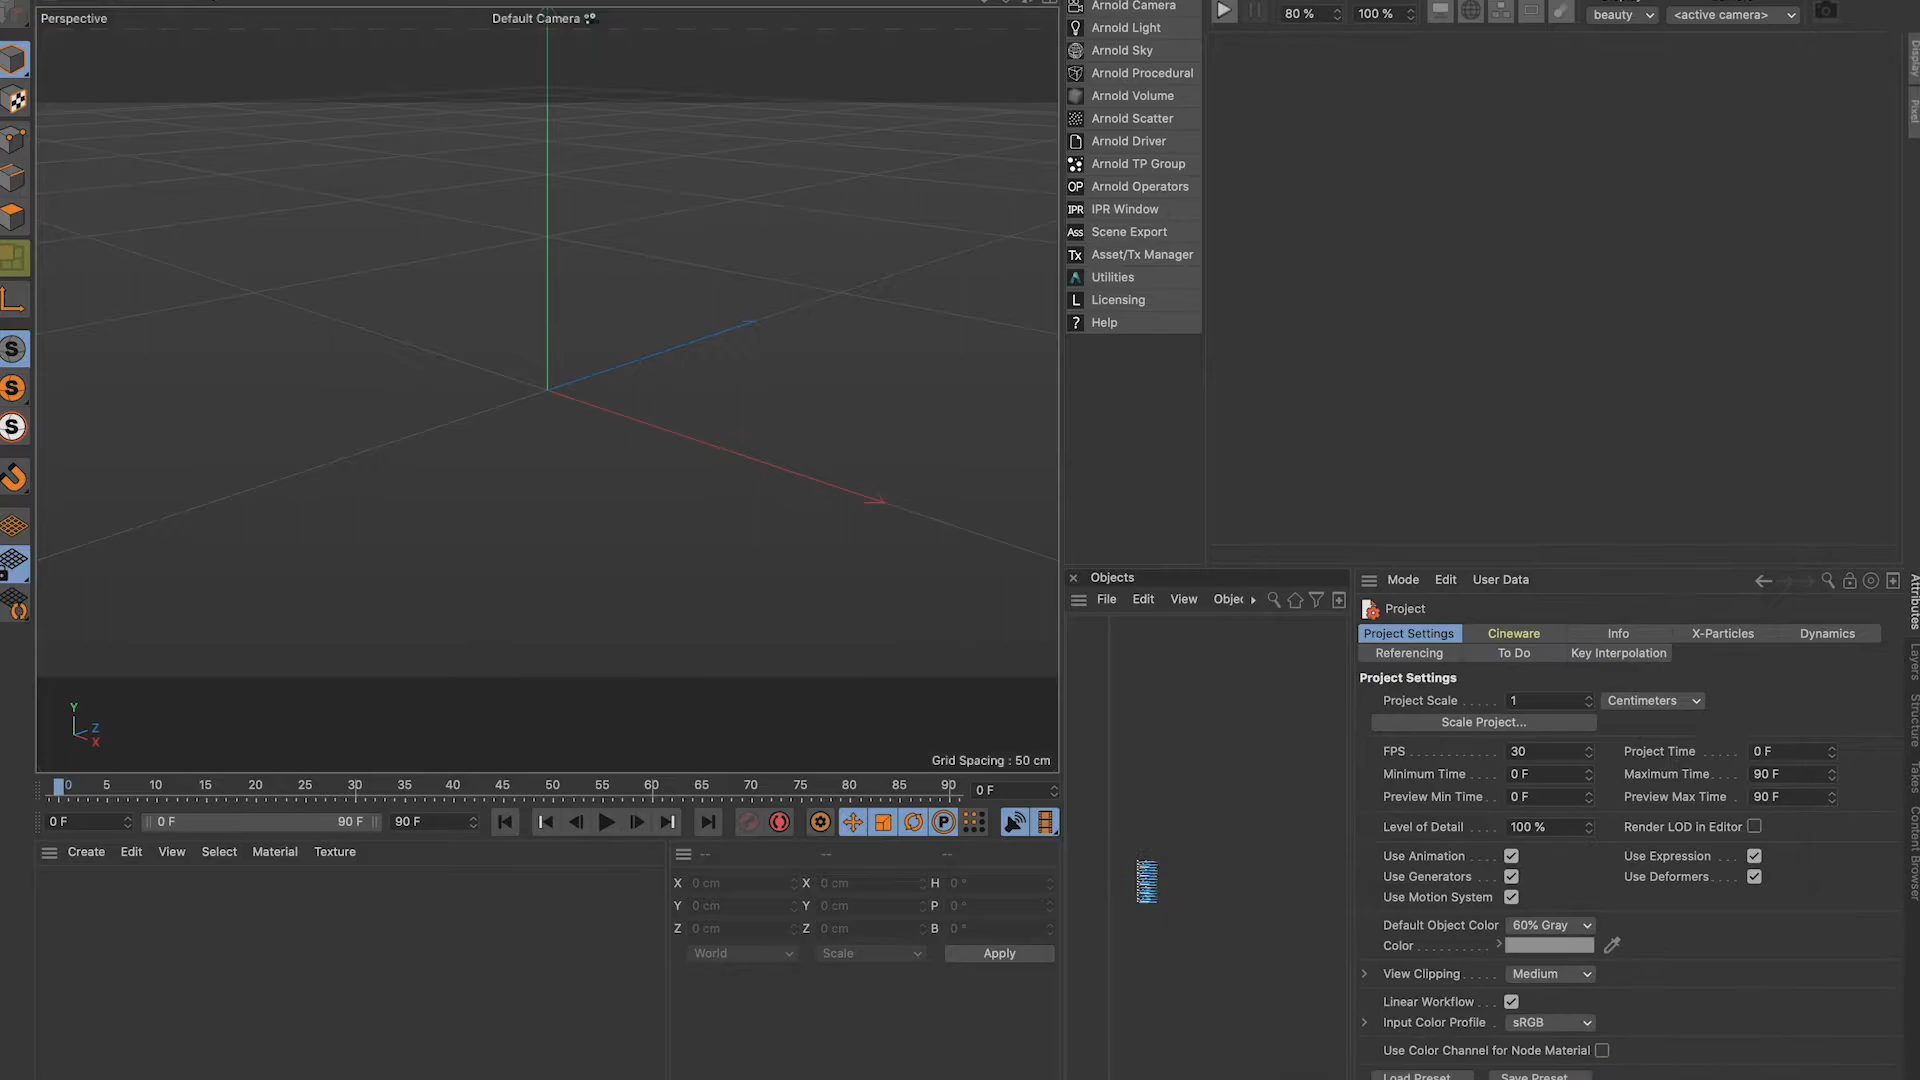 Perspective
Default Camera
Grid Spacing : 50 cm
Y
Z
X
0 5 10 15 20 25 30 35 40 45 50 55 60 65 70 75 80 85 90
0 F
0 F 0 F 90 F 90 F
Create Edit View Select Material Texture
-- -- --
X 0 cm X 0 cm H 0 °
Y 0 cm Y 0 cm P 0 °
Z 0 cm Z 0 cm B 0 °
World Scale Apply
Arnold Camera
Arnold Light
Arnold Sky
Arnold Procedural
Arnold Volume
Arnold Scatter
Arnold Driver
Arnold TP Group
OP Arnold Operators
IPR IPR Window
Ass Scene Export
Tx Asset/Tx Manager
Utilities
L Licensing
? Help
80 % 100 % beauty <active camera>
Display
Pixel
Objects
File Edit View Objec
Mode Edit User Data
Project
Project Settings Cineware Info X-Particles Dynamics
Referencing To Do Key Interpolation
Project Settings
Project Scale . . . . . 1 Centimeters
Scale Project...
FPS 30 Project Time 0 F
Minimum Time 0 F Maximum Time 90 F
Preview Min Time 0 F Preview Max Time 90 F
Level of Detail 100 % Render LOD in Editor
Use Animation Use Expression
Use Generators Use Deformers
Use Motion System
Default Object Color 60% Gray
Color
View Clipping Medium
Linear Workflow
Input Color Profile sRGB
Use Color Channel for Node Material
Load Preset... Save Preset...
Attributes
Layers
Structure
Takes
Content Browser